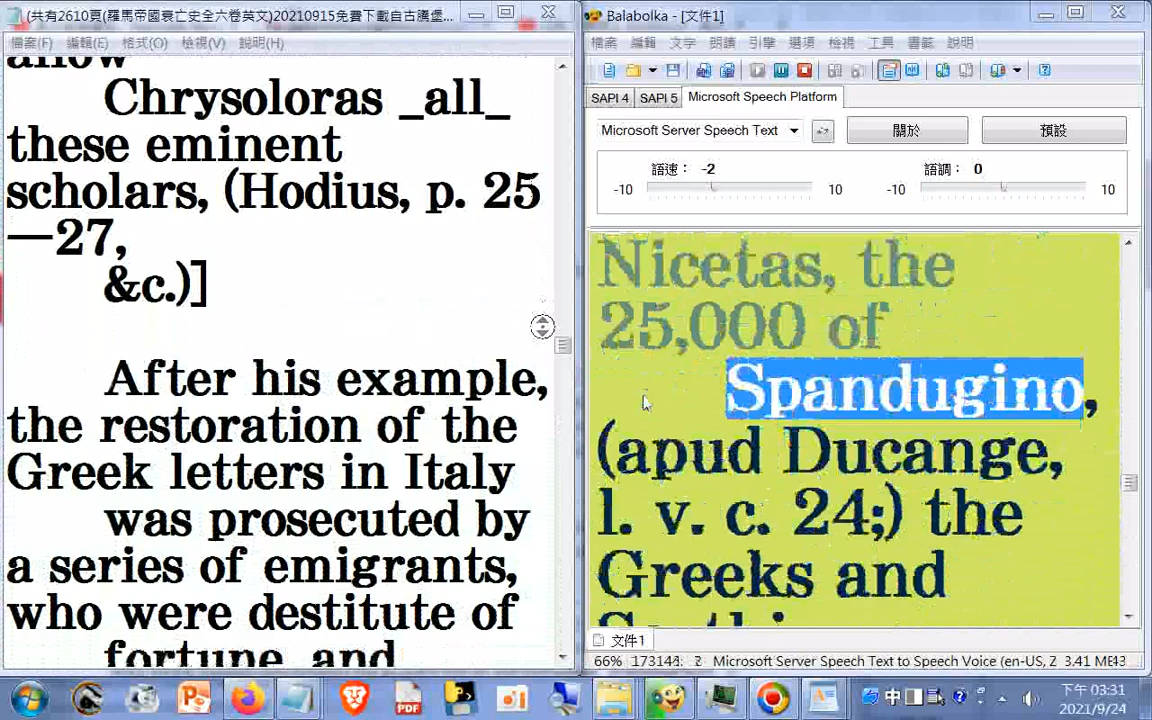 (共有2610頁(羅馬帝國衰亡史全六卷英文)20210915免費下載自古騰堡...
檔案(F) 編輯(E) 格式(O) 檢視(V) 說明(H)
allow
Chrysoloras _all_
these eminent
scholars, (Hodius, p. 25
—27,
&c.)]
After his example,
the restoration of the
Greek letters in Italy
was prosecuted by
a series of emigrants,
who were destitute of
fortune, and
Balabolka - [文件1]
檔案 編輯 文字 朗讀 引擎 選項 檢視 工具 書籤 說明
SAPI 4 SAPI 5 Microsoft Speech Platform
Microsoft Server Speech Text 關於 預設
語速: -2 語調: 0
-10 10 -10 10
Nicetas, the
25,000 of
Spandugino,
(apud Ducange,
l. v. c. 24;) the
Greeks and
文件1
66% Microsoft Server Speech Text to Speech Voice (en-US, Z 3.41 ME
PDF 中
下午 03:31
2021/9/24